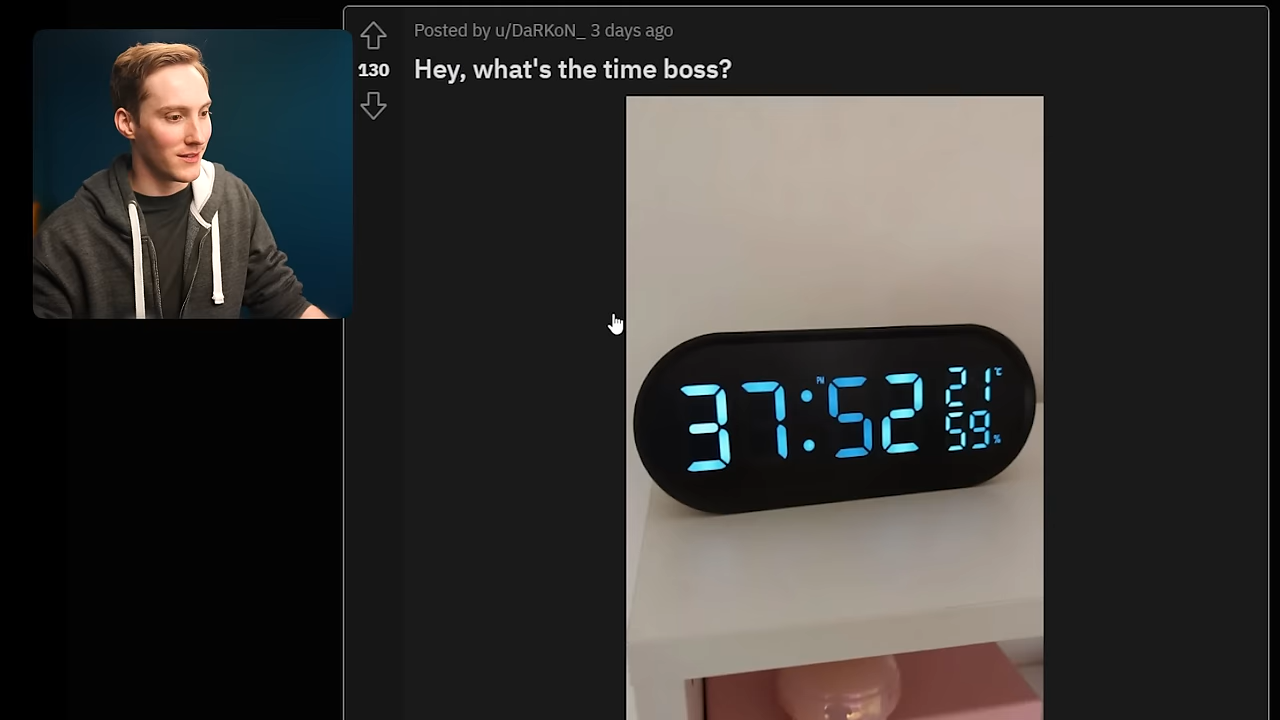 Posted by u/DaRKoN_ 3 days ago
130
Hey, what's the time boss?
PM
37:52
21°C
59%